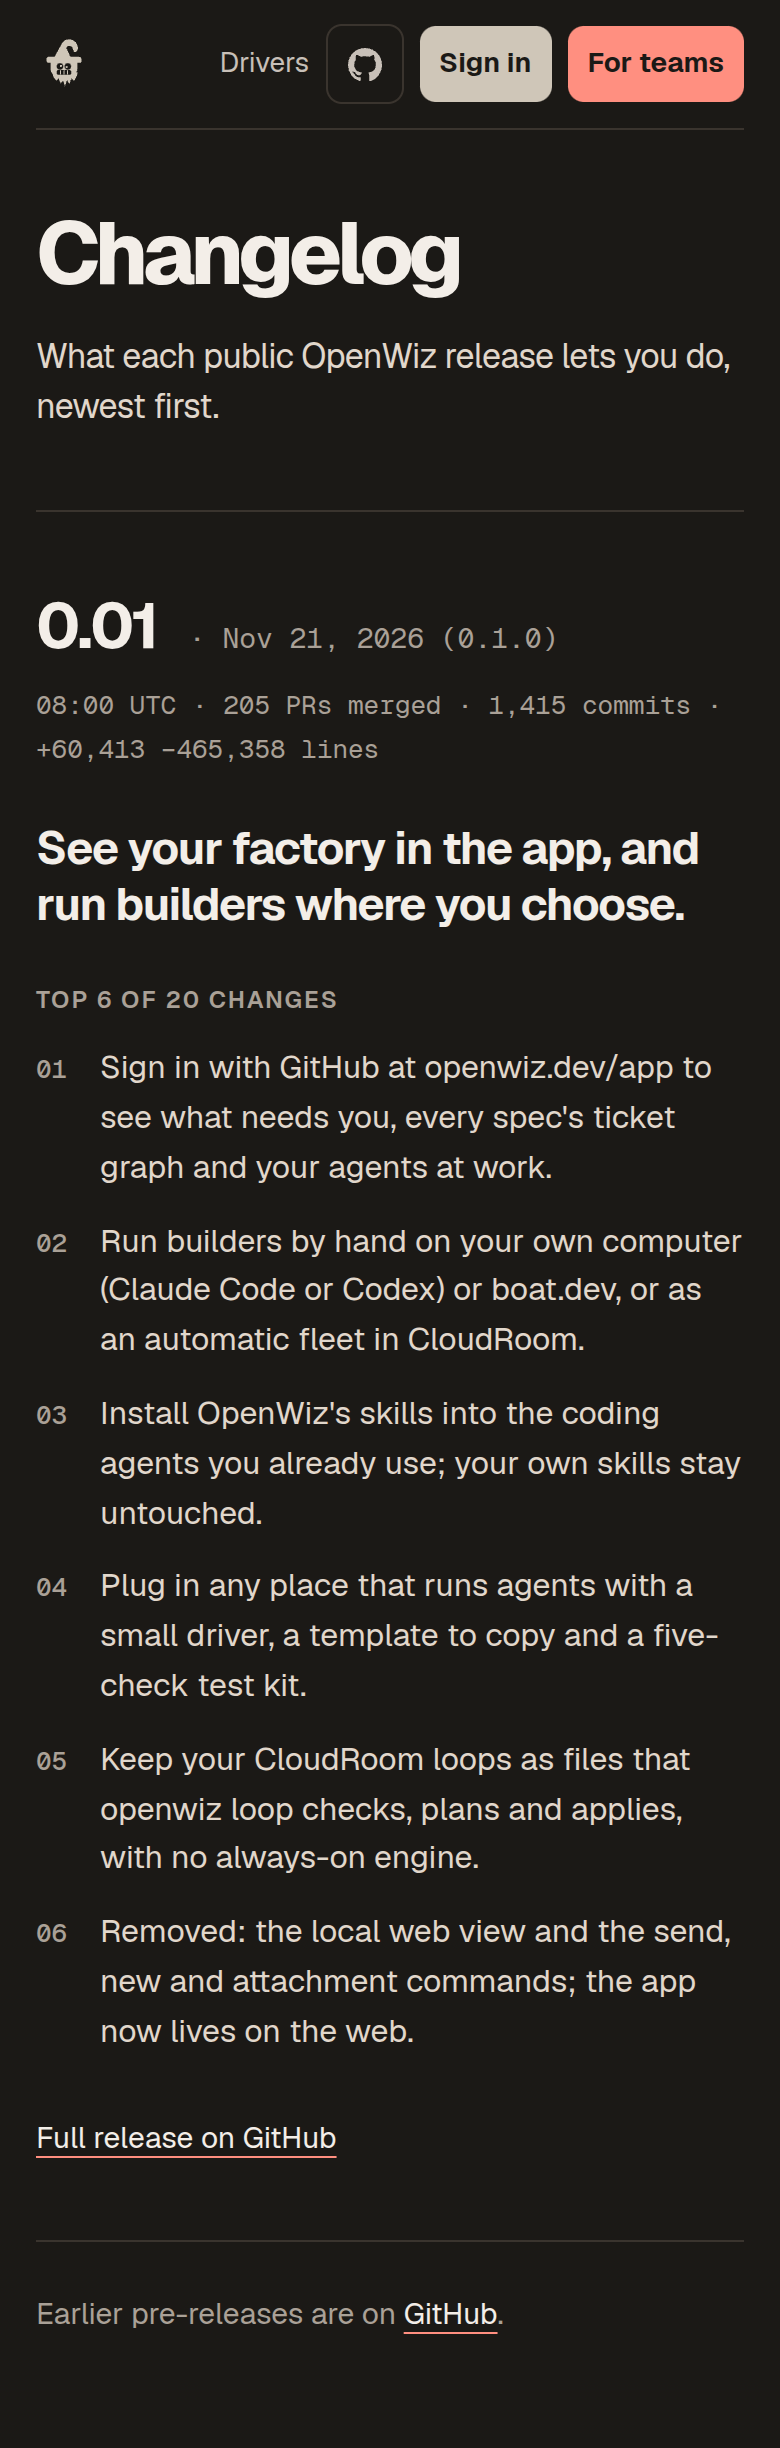 Drivers
Sign in
For teams
Changelog
What each public OpenWiz release lets you do,
newest first.
0.01 · Nov 21, 2026 (0.1.0)
08:00 UTC · 205 PRs merged · 1,415 commits ·
+60,413 −465,358 lines
See your factory in the app, and
run builders where you choose.
TOP 6 OF 20 CHANGES
01 Sign in with GitHub at openwiz.dev/app to
see what needs you, every spec's ticket
graph and your agents at work.
02 Run builders by hand on your own computer
(Claude Code or Codex) or boat.dev, or as
an automatic fleet in CloudRoom.
03 Install OpenWiz's skills into the coding
agents you already use; your own skills stay
untouched.
04 Plug in any place that runs agents with a
small driver, a template to copy and a five-
check test kit.
05 Keep your CloudRoom loops as files that
openwiz loop checks, plans and applies,
with no always-on engine.
06 Removed: the local web view and the send,
new and attachment commands; the app
now lives on the web.
Full release on GitHub
Earlier pre-releases are on GitHub.